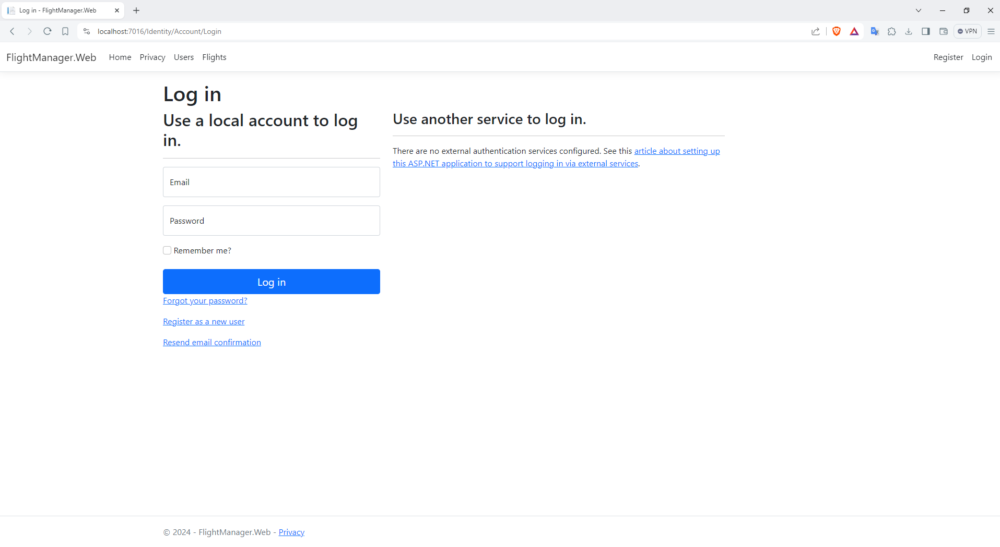 Log in - FlightManager.Web
localhost:7016/Identity/Account/Login
VPN
FlightManager.Web Home Privacy Users Flights Register Login
Log in
Use a local account to log
in.
Email
Password
Remember me?
Log in
Forgot your password?
Register as a new user
Resend email confirmation
Use another service to log in.
There are no external authentication services configured. See this article about setting up
this ASP.NET application to support logging in via external services.
© 2024 - FlightManager.Web - Privacy